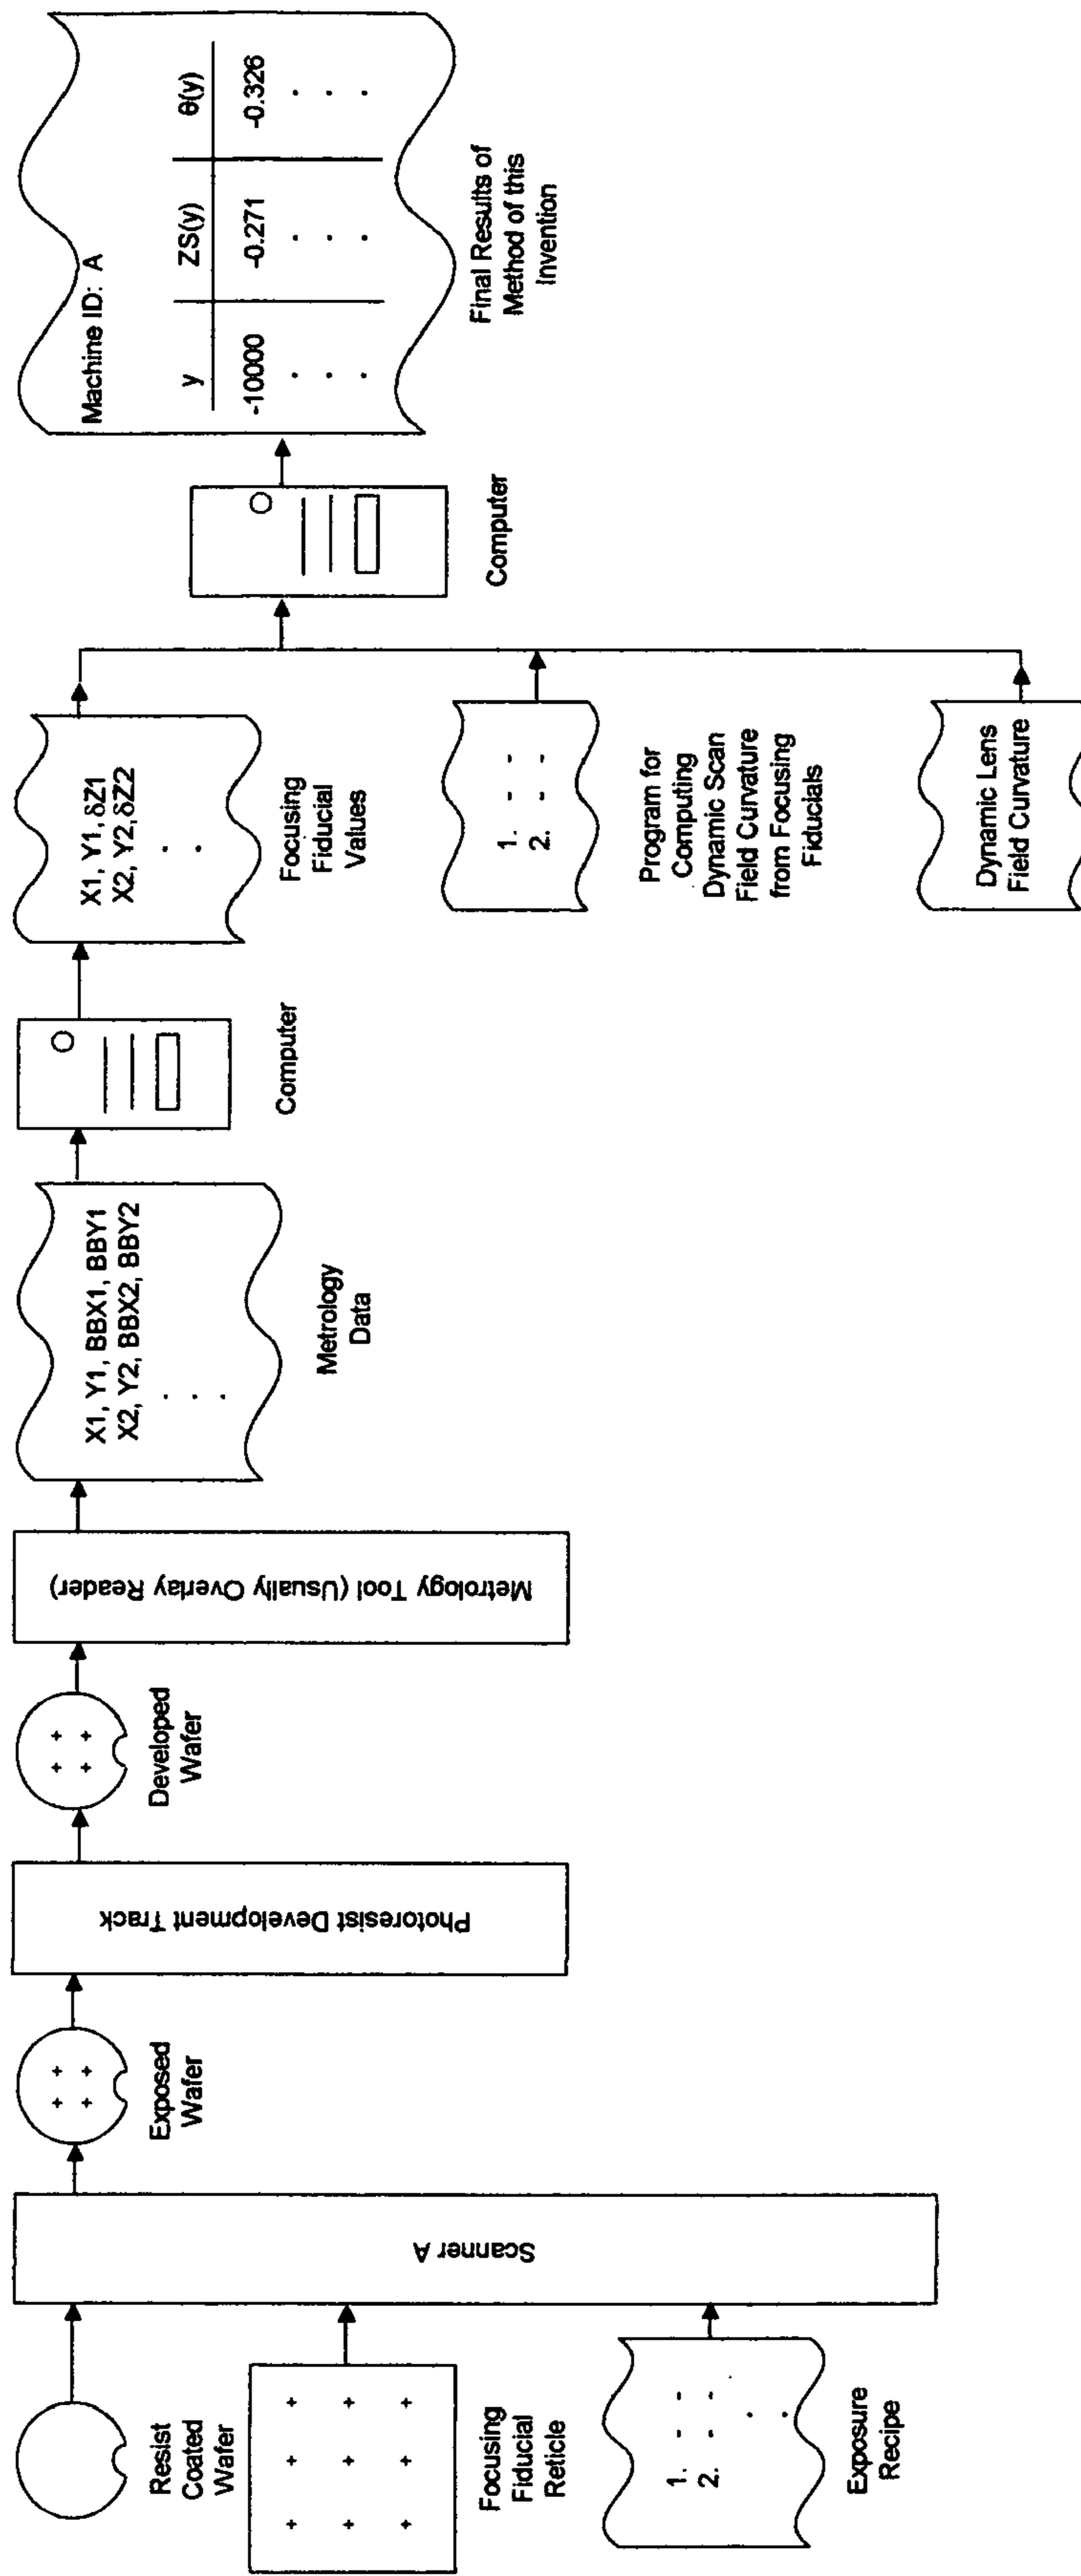 Resist
Coated
Wafer
Focusing
Fiducial
Reticle
1. - -
2. - -
. .
Exposure
Recipe
Scanner A
Exposed
Wafer
Photoresist Development Track
Developed
Wafer
Metrology Tool (Usually Overlay Reader)
X1, Y1, BBX1, BBY1
X2, Y2, BBX2, BBY2
. .
. .
Metrology
Data
Computer
X1, Y1, δZ1
X2, Y2,δZ2
. .
Focusing
Fiducial
Values
1. - -
2. - -
Program for
Computing
Dynamic Scan
Field Curvature
from Focusing
Fiducials
Dynamic Lens
Field Curvature
Computer
Machine ID: A
y ZS(y) θ(y)
-10000 -0.271 -0.326
. . .
. . .
. . .
Final Results of
Method of this
Invention